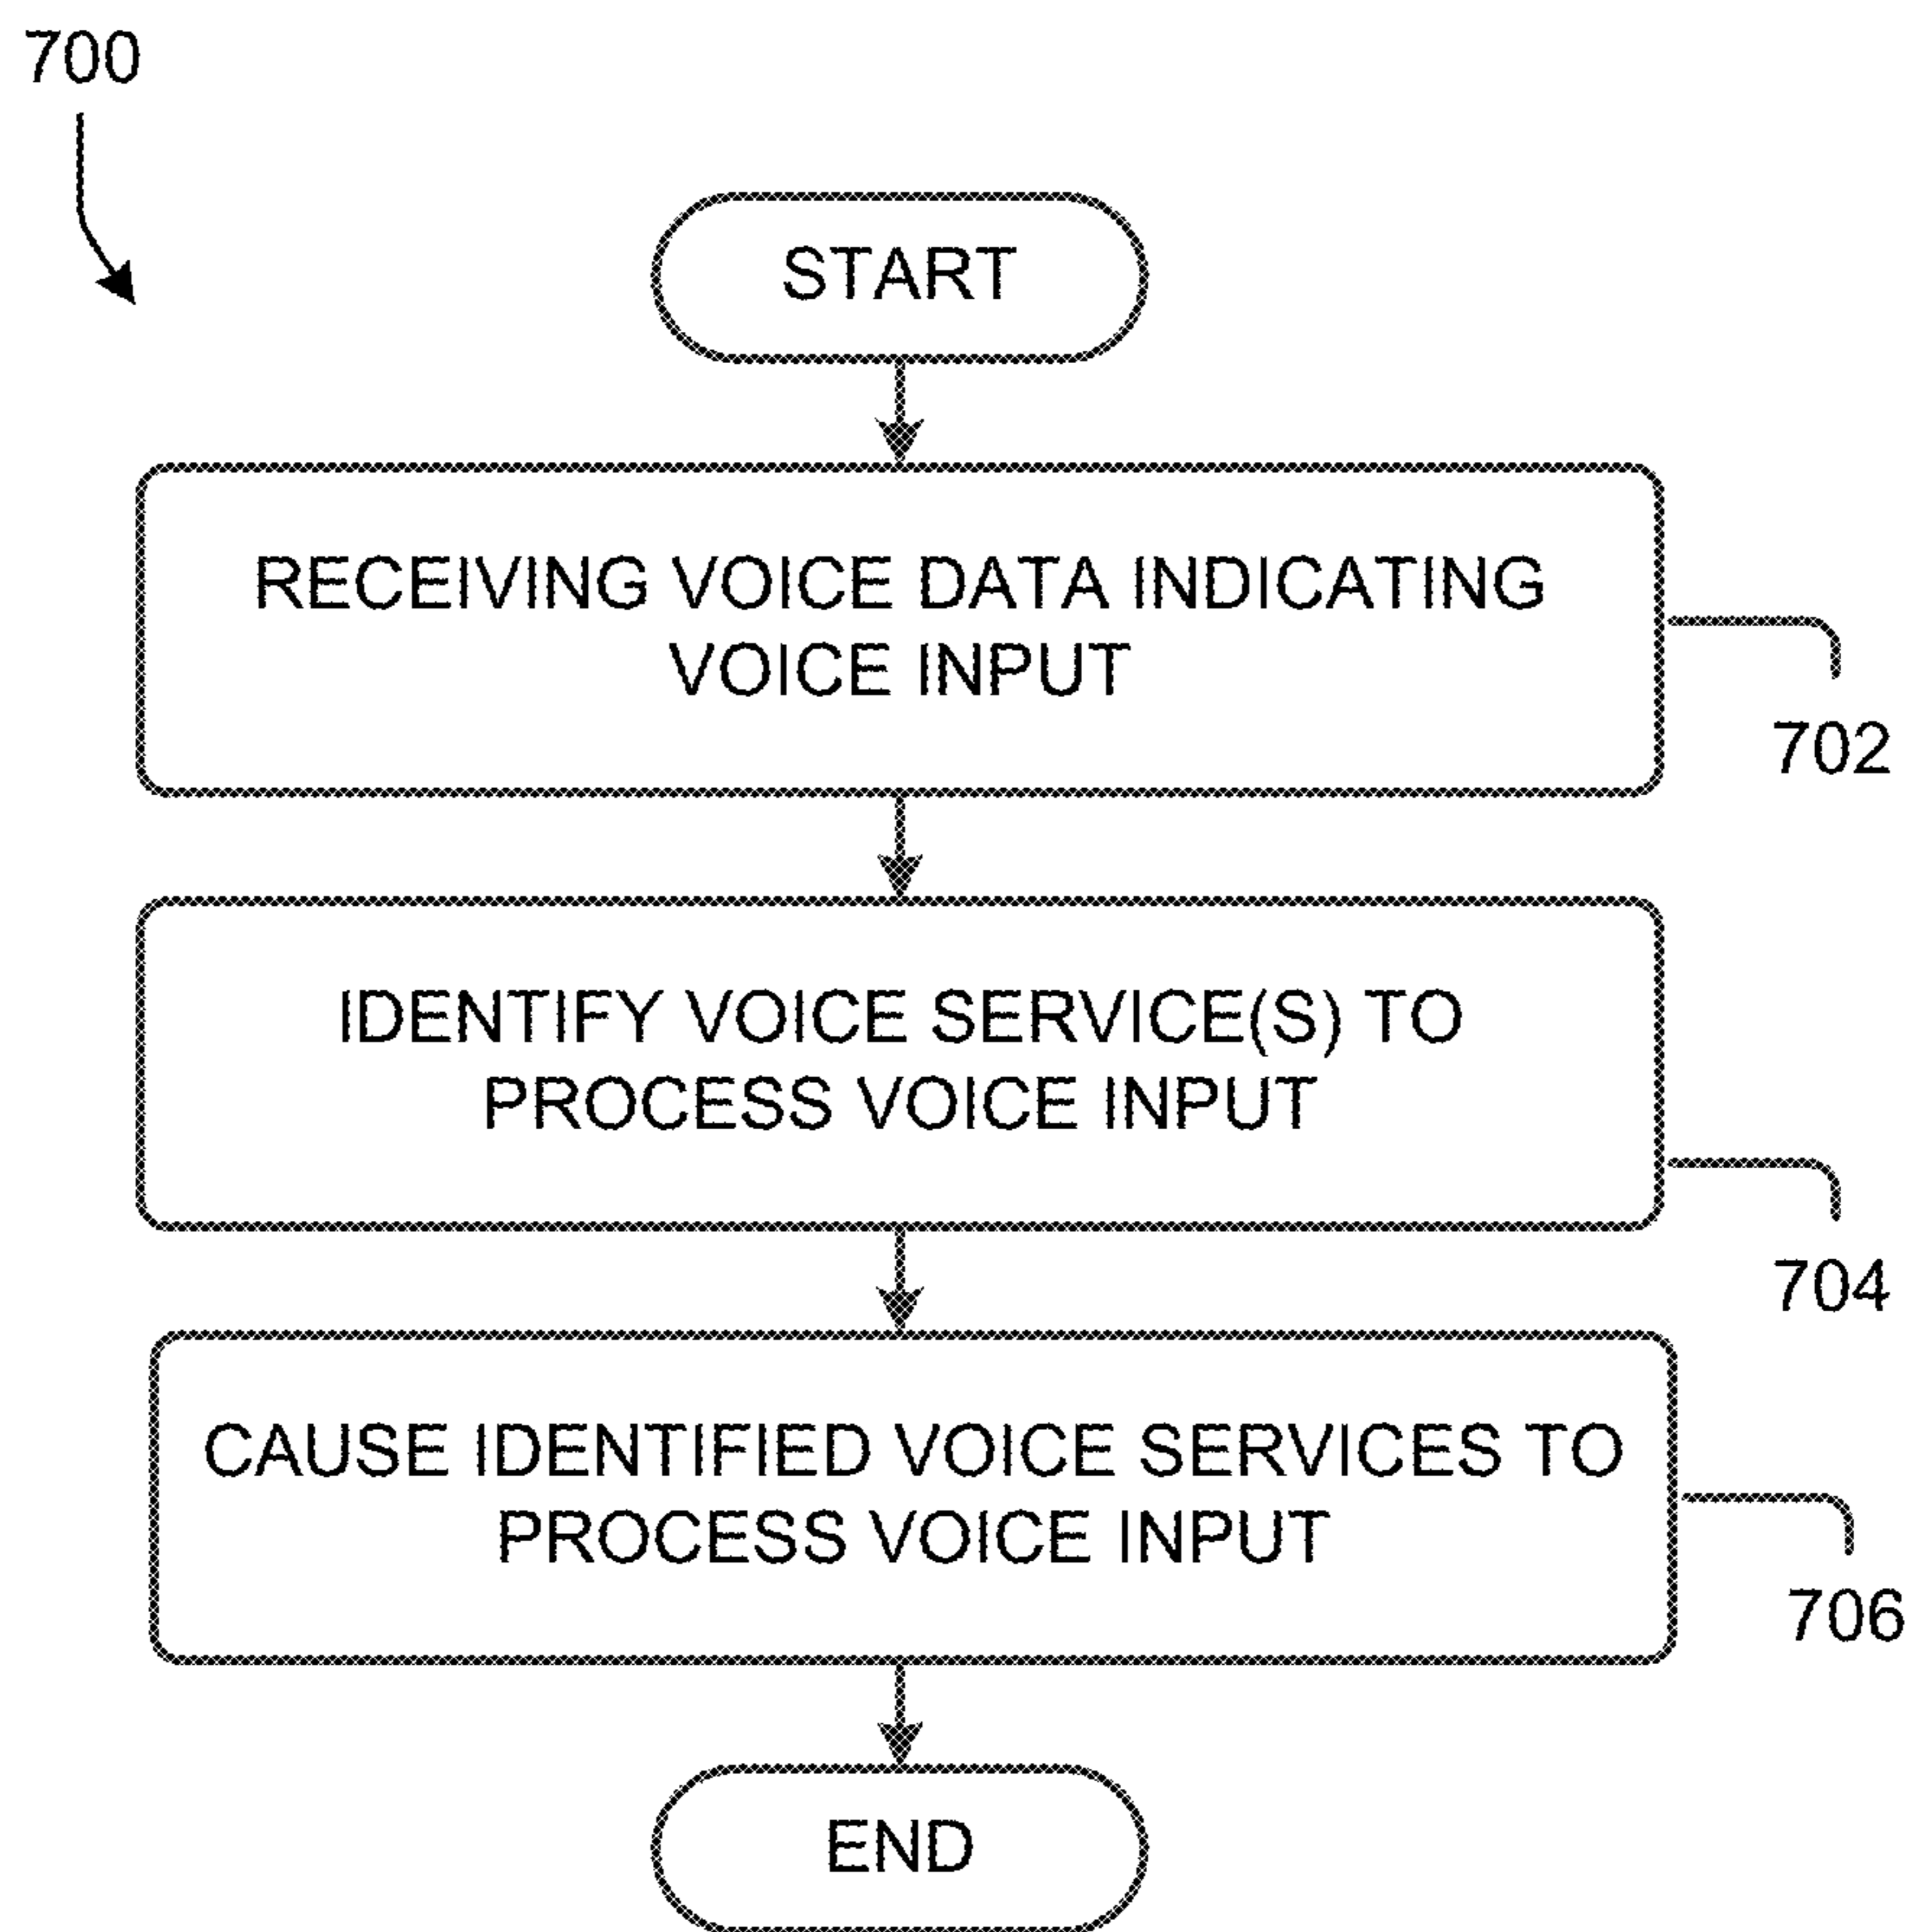 700
START
RECEIVING VOICE DATA INDICATING
VOICE INPUT
702
IDENTIFY VOICE SERVICE(S) TO
PROCESS VOICE INPUT
704
CAUSE IDENTIFIED VOICE SERVICES TO
PROCESS VOICE INPUT
706
END